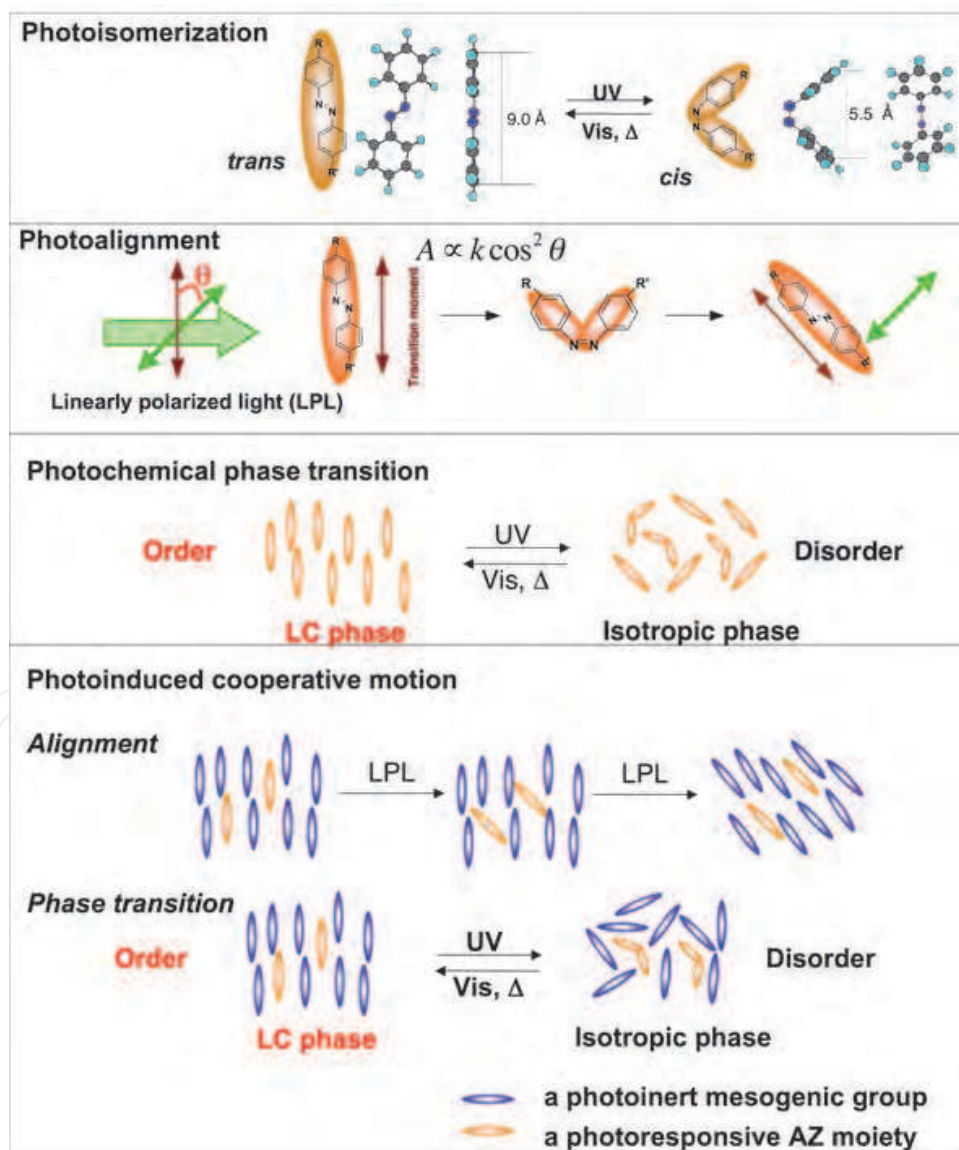 Photoisomerization
R
N
N
R'
trans
9.0 Å
UV
Vis, Δ
R
N
N
R'
cis
5.5 Å
Photoalignment
θ
Linearly polarized light (LPL)
R
N
N
R'
Transition moment
A ∝ k cos² θ
R
R'
N=N
R
N
N
R'
Photochemical phase transition
Order
LC phase
UV
Vis, Δ
Disorder
Isotropic phase
Photoinduced cooperative motion
Alignment
LPL
LPL
Phase transition
Order
LC phase
UV
Vis, Δ
Disorder
Isotropic phase
a photoinert mesogenic group
a photoresponsive AZ moiety